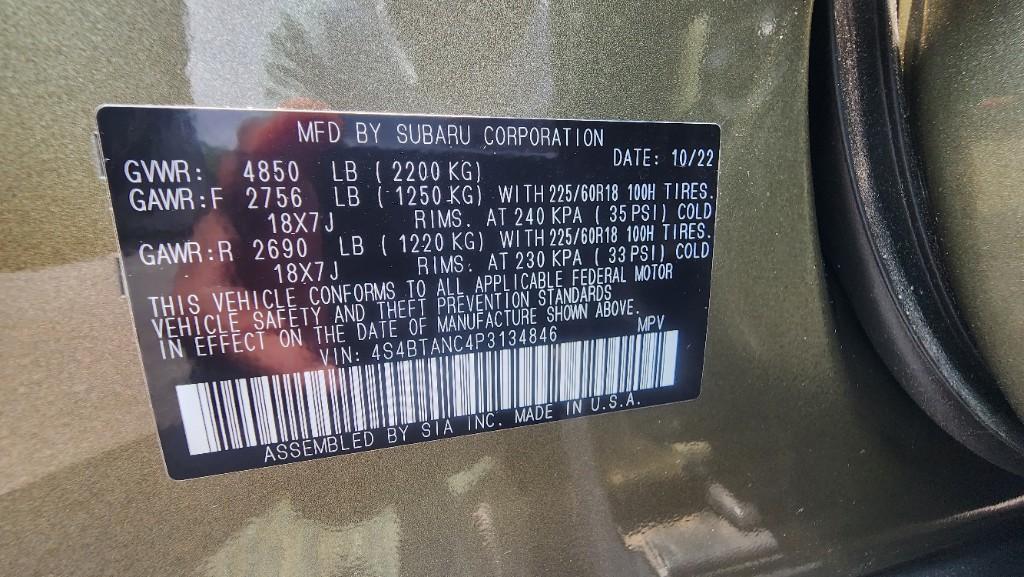 MFD BY SUBARU CORPORATION
DATE: 10/22
GVWR: 4850 LB ( 2200 KG)
GAWR:F 2756 LB ( 1250 KG) WITH 225/60R18 100H TIRES.
18X7J RIMS. AT 240 KPA ( 35 PSI) COLD
GAWR:R 2690 LB ( 1220 KG) WITH 225/60R18 100H TIRES.
18X7J RIMS. AT 230 KPA ( 33 PSI) COLD
THIS VEHICLE CONFORMS TO ALL APPLICABLE FEDERAL MOTOR
VEHICLE SAFETY AND THEFT PREVENTION STANDARDS
IN EFFECT ON THE DATE OF MANUFACTURE SHOWN ABOVE.
VIN: 4S4BTANC4P3134846 MPV
ASSEMBLED BY SIA INC. MADE IN U.S.A.